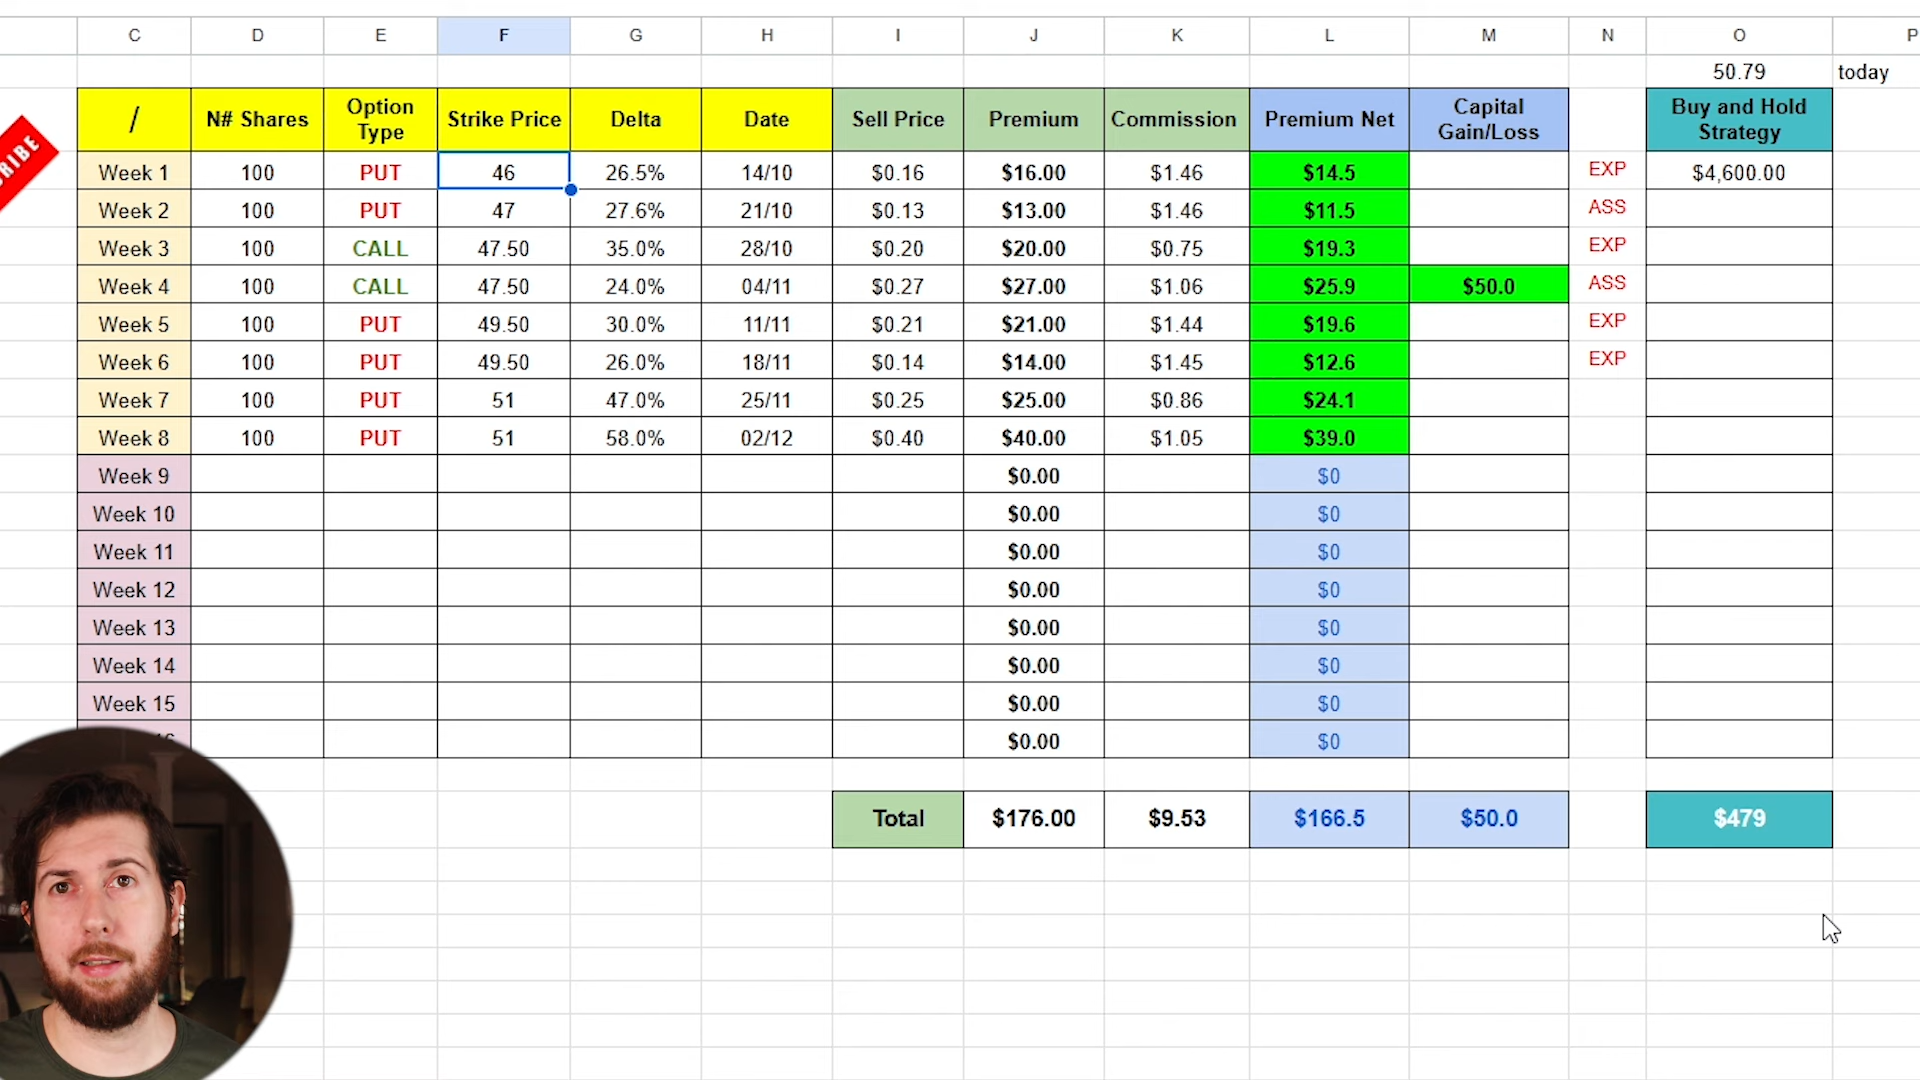 C D E F G H I J K L M N O P
50.79 today
/ N# Shares Option Type Strike Price Delta Date Sell Price Premium Commission Premium Net Capital Gain/Loss Buy and Hold Strategy
Week 1 100 PUT 46 26.5% 14/10 $0.16 $16.00 $1.46 $14.5 EXP $4,600.00
Week 2 100 PUT 47 27.6% 21/10 $0.13 $13.00 $1.46 $11.5 ASS
Week 3 100 CALL 47.50 35.0% 28/10 $0.20 $20.00 $0.75 $19.3 EXP
Week 4 100 CALL 47.50 24.0% 04/11 $0.27 $27.00 $1.06 $25.9 $50.0 ASS
Week 5 100 PUT 49.50 30.0% 11/11 $0.21 $21.00 $1.44 $19.6 EXP
Week 6 100 PUT 49.50 26.0% 18/11 $0.14 $14.00 $1.45 $12.6 EXP
Week 7 100 PUT 51 47.0% 25/11 $0.25 $25.00 $0.86 $24.1
Week 8 100 PUT 51 58.0% 02/12 $0.40 $40.00 $1.05 $39.0
Week 9 $0.00 $0
Week 10 $0.00 $0
Week 11 $0.00 $0
Week 12 $0.00 $0
Week 13 $0.00 $0
Week 14 $0.00 $0
Week 15 $0.00 $0
$0.00 $0
Total $176.00 $9.53 $166.5 $50.0 $479